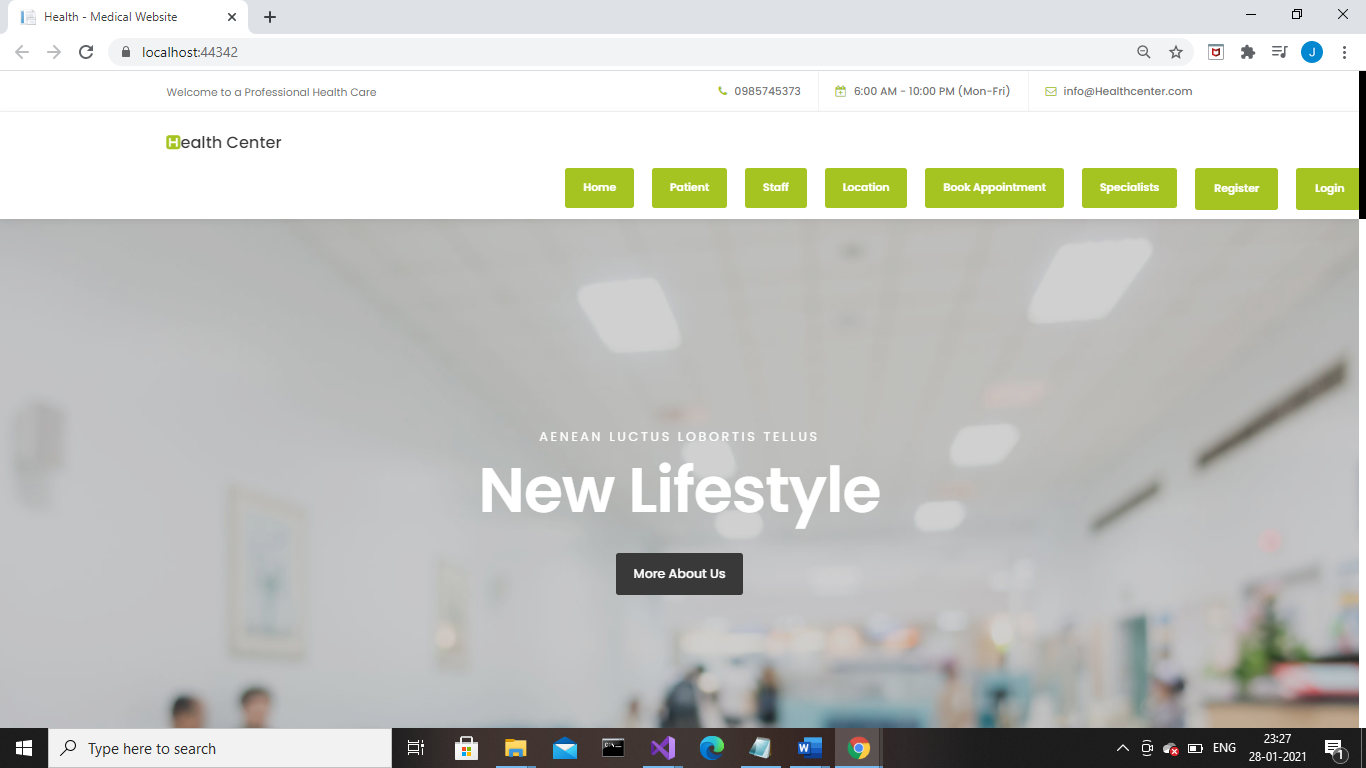 Health - Medical Website
localhost:44342
J
Welcome to a Professional Health Care
0985745373
6:00 AM - 10:00 PM (Mon-Fri)
info@Healthcenter.com
Health Center
Home
Patient
Staff
Location
Book Appointment
Specialists
Register
Login
AENEAN LUCTUS LOBORTIS TELLUS
New Lifestyle
More About Us
Type here to search
ENG
23:27
28-01-2021
1